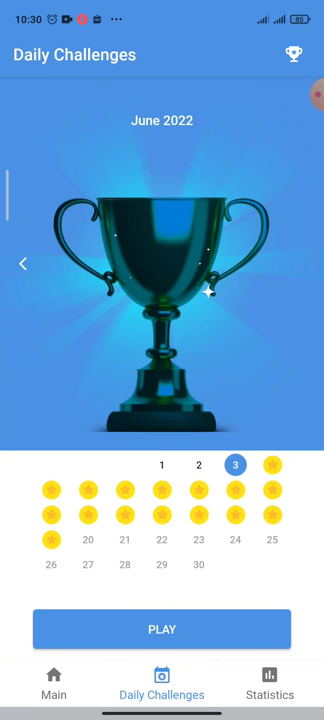 10:30 85
Daily Challenges
June 2022
1 2 3
20 21 22 23 24 25
26 27 28 29 30
PLAY
Main Daily Challenges Statistics